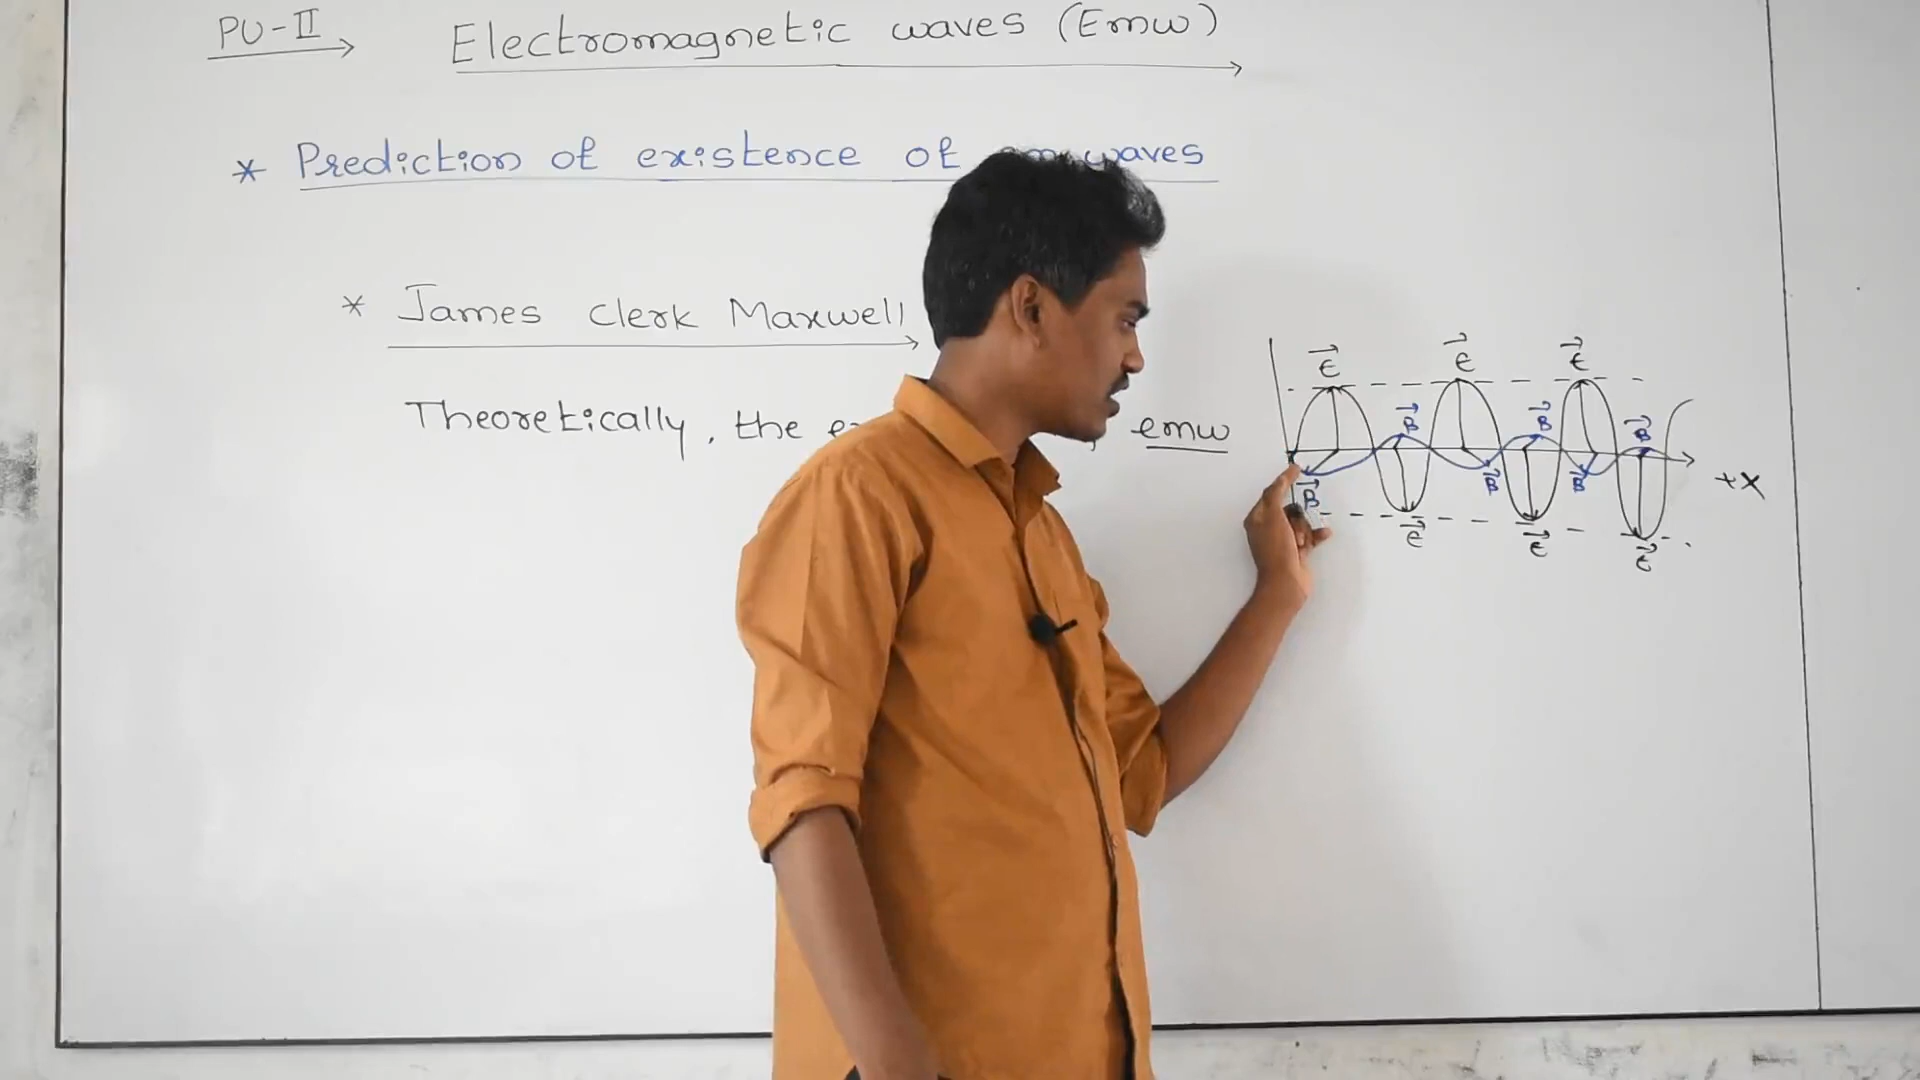 PU-II
Electromagnetic waves (Emw)
* Prediction of existence of waves
* James Clerk Maxwell
Theoretically, the emw
E E E
B B B
B B B
E E E
+X